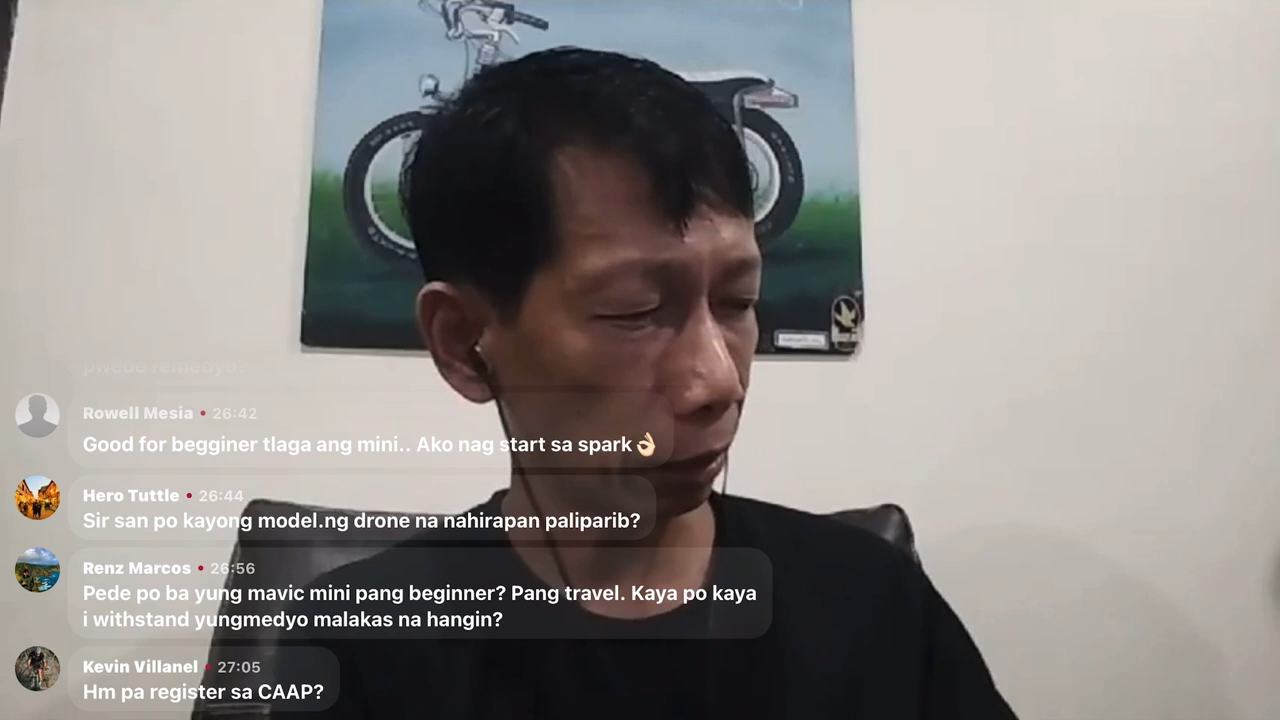 pwede remedyo?
Rowell Mesia • 26:42
Good for begginer tlaga ang mini.. Ako nag start sa spark👌🏻
Hero Tuttle • 26:44
Sir san po kayong model.ng drone na nahirapan paliparib?
Renz Marcos • 26:56
Pede po ba yung mavic mini pang beginner? Pang travel. Kaya po kaya
i withstand yungmedyo malakas na hangin?
Kevin Villanel • 27:05
Hm pa register sa CAAP?